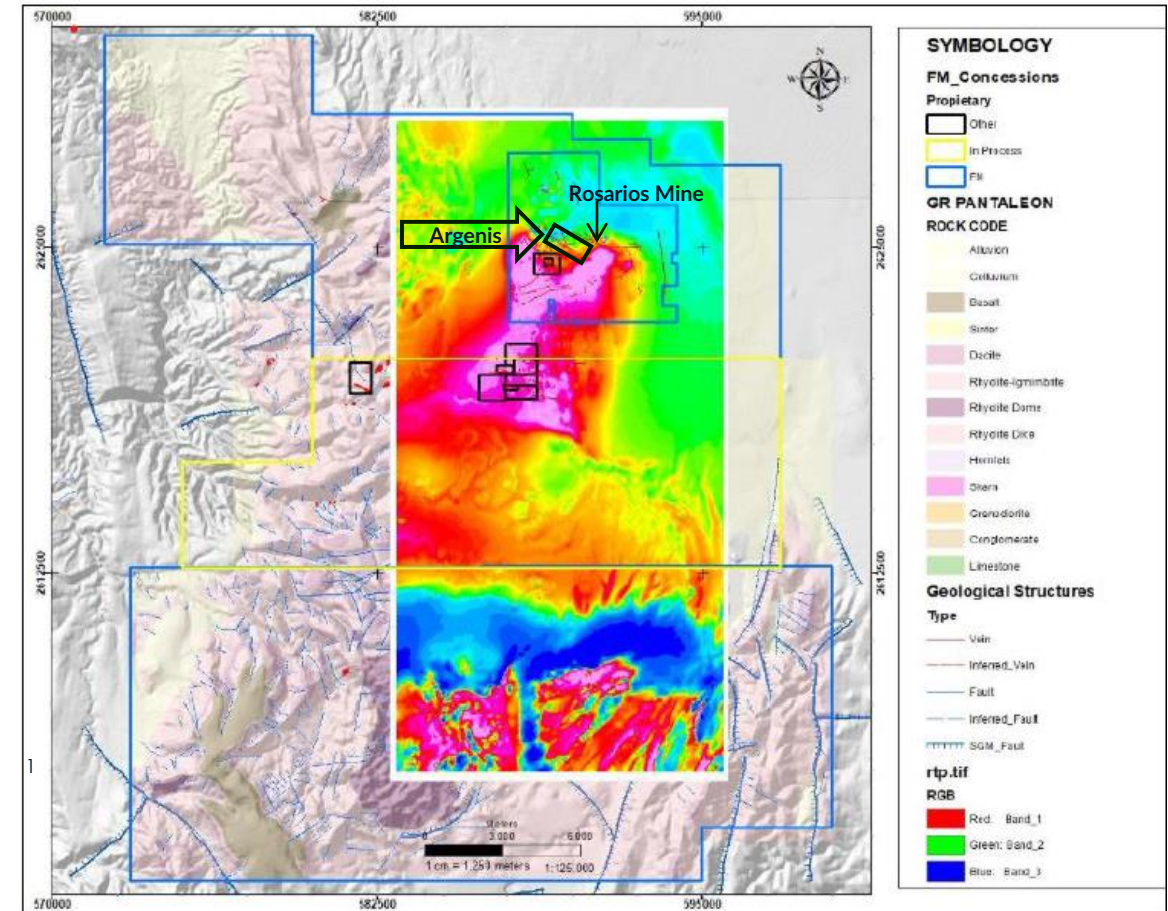 570000
582500
595000
N
W
E
S
Rosarios Mine
Argenis
2625000
2625000
2612500
2612500
Meters
0
3,000
6,000
1 cm = 1,250 meters
1:125,000
570000
582500
595000
SYMBOLOGY
FM_Concessions
Propietary
Other
In Process
FM
GR PANTALEON
ROCK CODE
Alluvion
Colluvium
Basalt
Sinter
Dacite
Rhyolite-Ignimbrite
Rhyolite Dome
Rhyolite Dike
Hornfels
Skarn
Granodiorite
Conglomerate
Limestone
Geological Structures
Type
Vein
Inferred_Vein
Fault
Inferred_Fault
SGM_Fault
rtp.tif
RGB
Red: Band_1
Green: Band_2
Blue: Band_3